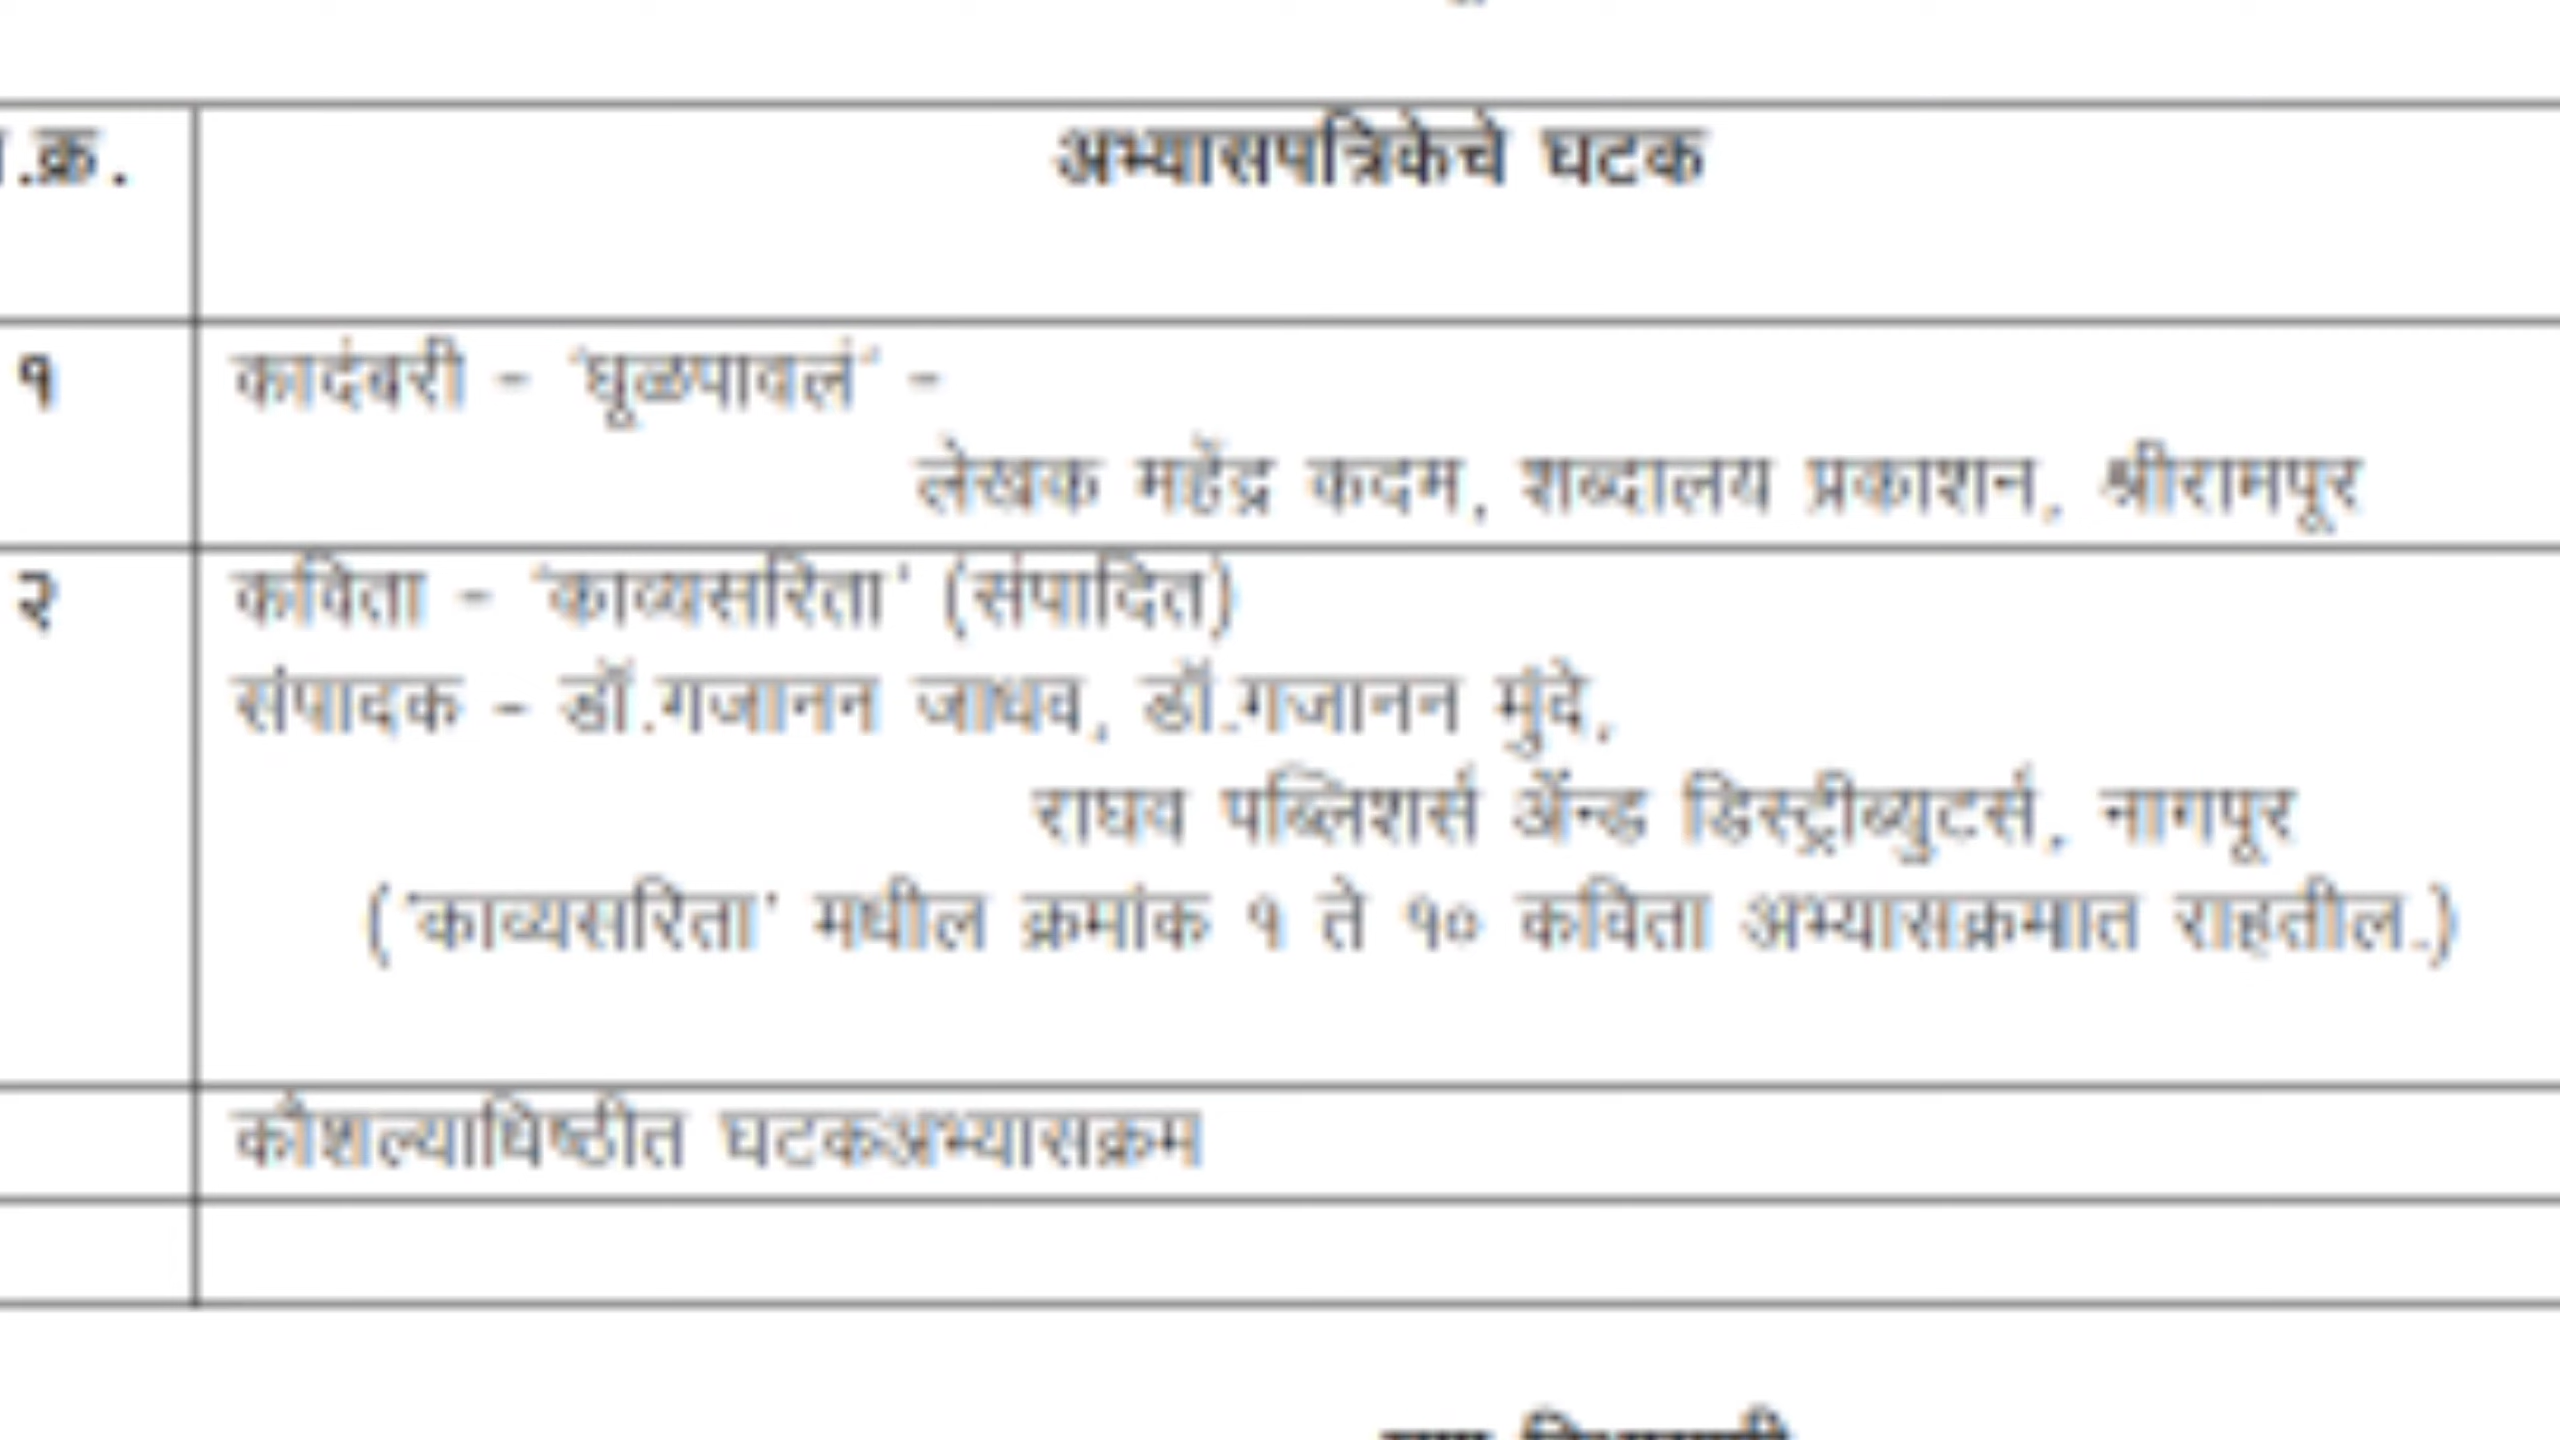 .क्र. अभ्यासपत्रिकेचे घटक
१ कादंबरी - 'धूळपावलं' -
लेखक महेंद्र कदम, शब्दालय प्रकाशन, श्रीरामपूर
२ कविता - 'काव्यसरिता' (संपादित)
संपादक - डॉ.गजानन जाधव, डॉ.गजानन मुंदे,
राघव पब्लिशर्स ॲन्ड डिस्ट्रीब्युटर्स, नागपूर
('काव्यसरिता' मधील क्रमांक १ ते १० कविता अभ्यासक्रमात राहतील.)
कौशल्याधिष्ठीत घटकअभ्यासक्रम